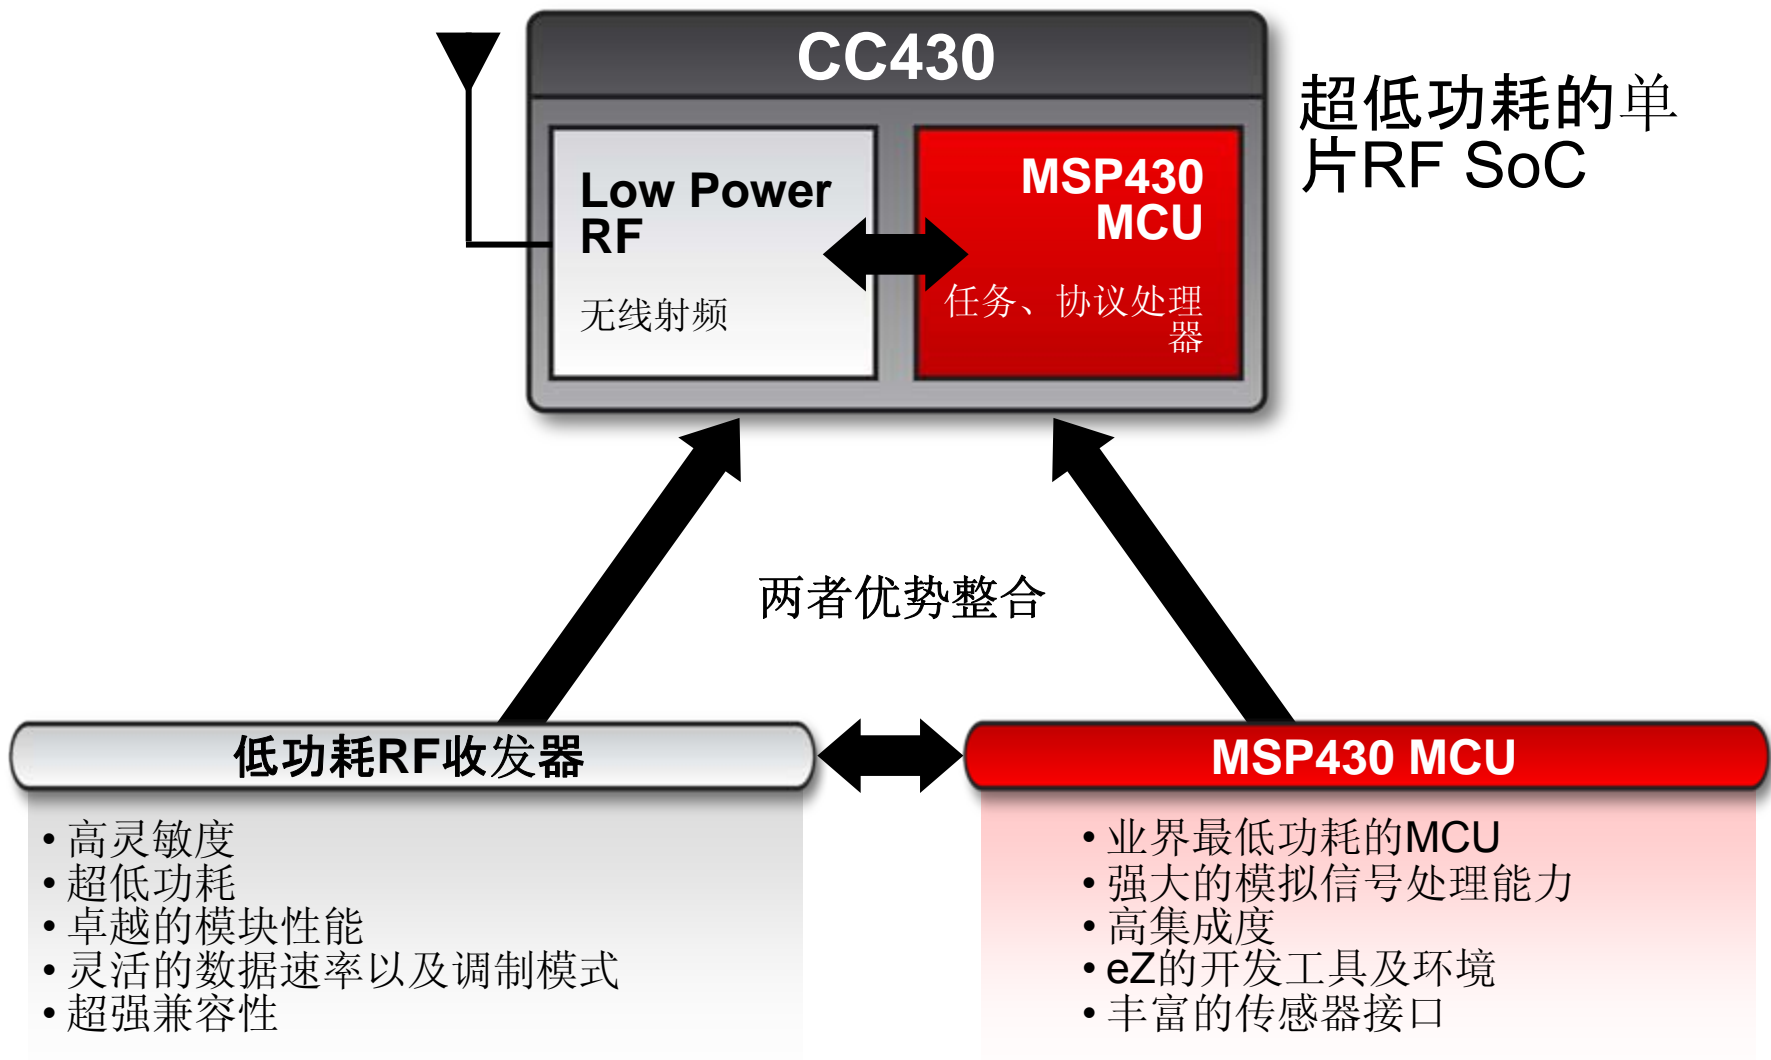 CC430
超低功耗的单
片RF SoC
Low Power
RF
无线射频
MSP430
MCU
任务、协议处理
器
两者优势整合
低功耗RF收发器
• 高灵敏度
• 超低功耗
• 卓越的模块性能
• 灵活的数据速率以及调制模式
• 超强兼容性
MSP430 MCU
• 业界最低功耗的MCU
• 强大的模拟信号处理能力
• 高集成度
• eZ的开发工具及环境
• 丰富的传感器接口